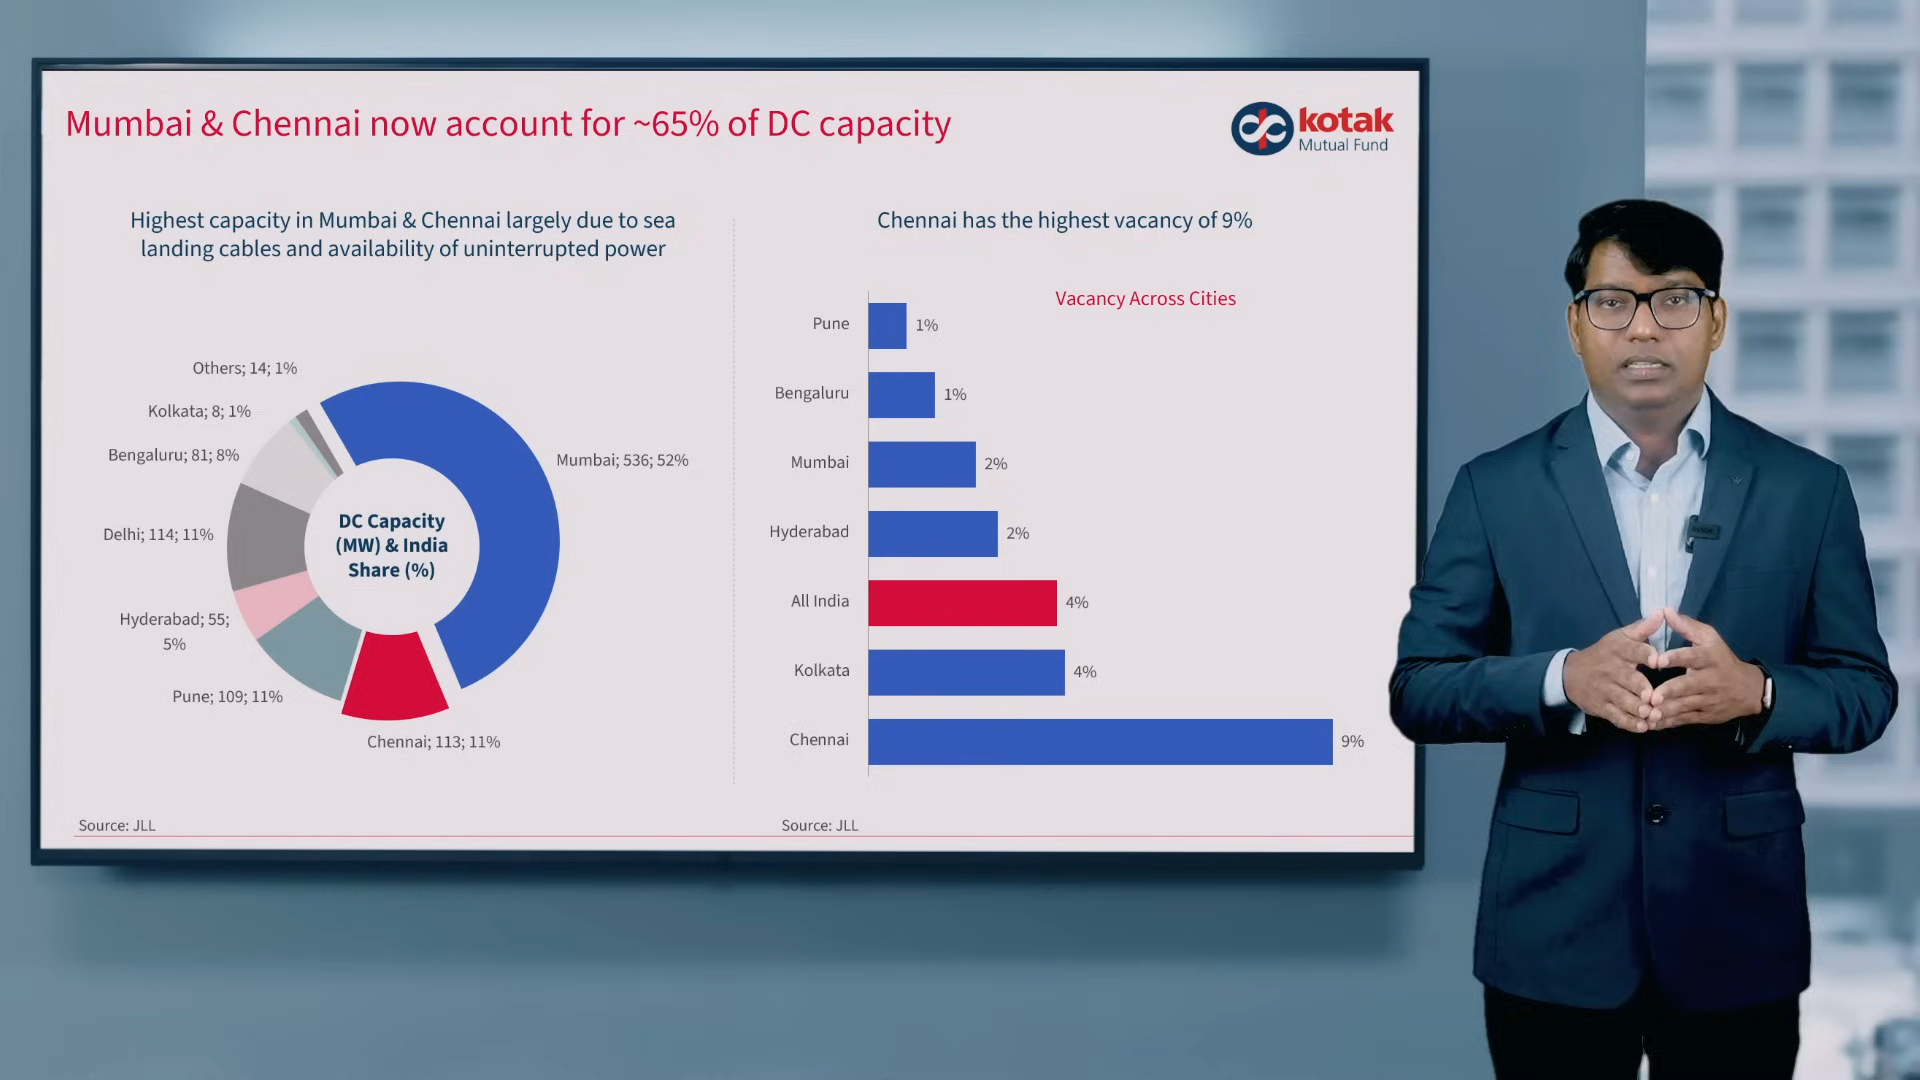 Mumbai & Chennai now account for ~65% of DC capacity
kotak
Mutual Fund
Highest capacity in Mumbai & Chennai largely due to sea
landing cables and availability of uninterrupted power
Others; 14; 1%
Kolkata; 8; 1%
Bengaluru; 81; 8%
Mumbai; 536; 52%
DC Capacity
(MW) & India
Share (%)
Delhi; 114; 11%
Hyderabad; 55;
5%
Pune; 109; 11%
Chennai; 113; 11%
Source: JLL
Chennai has the highest vacancy of 9%
Vacancy Across Cities
Pune 1%
Bengaluru 1%
Mumbai 2%
Hyderabad 2%
All India 4%
Kolkata 4%
Chennai 9%
Source: JLL